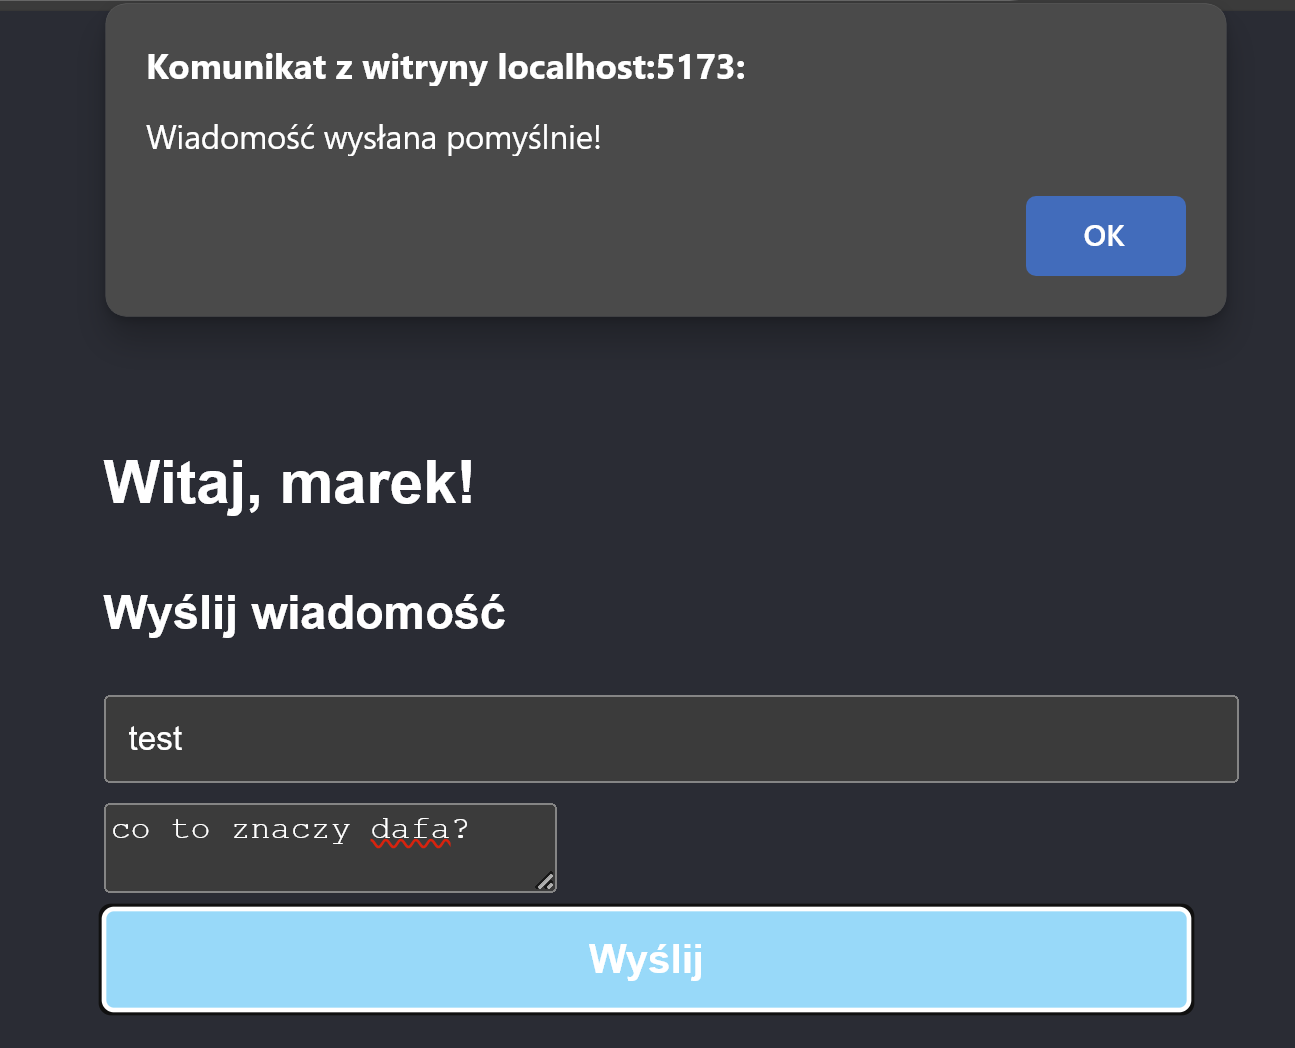 Komunikat z witryny localhost:5173:
Wiadomość wysłana pomyślnie!
OK
Witaj, marek!
Wyślij wiadomość
test
co to znaczy dafa?
Wyślij